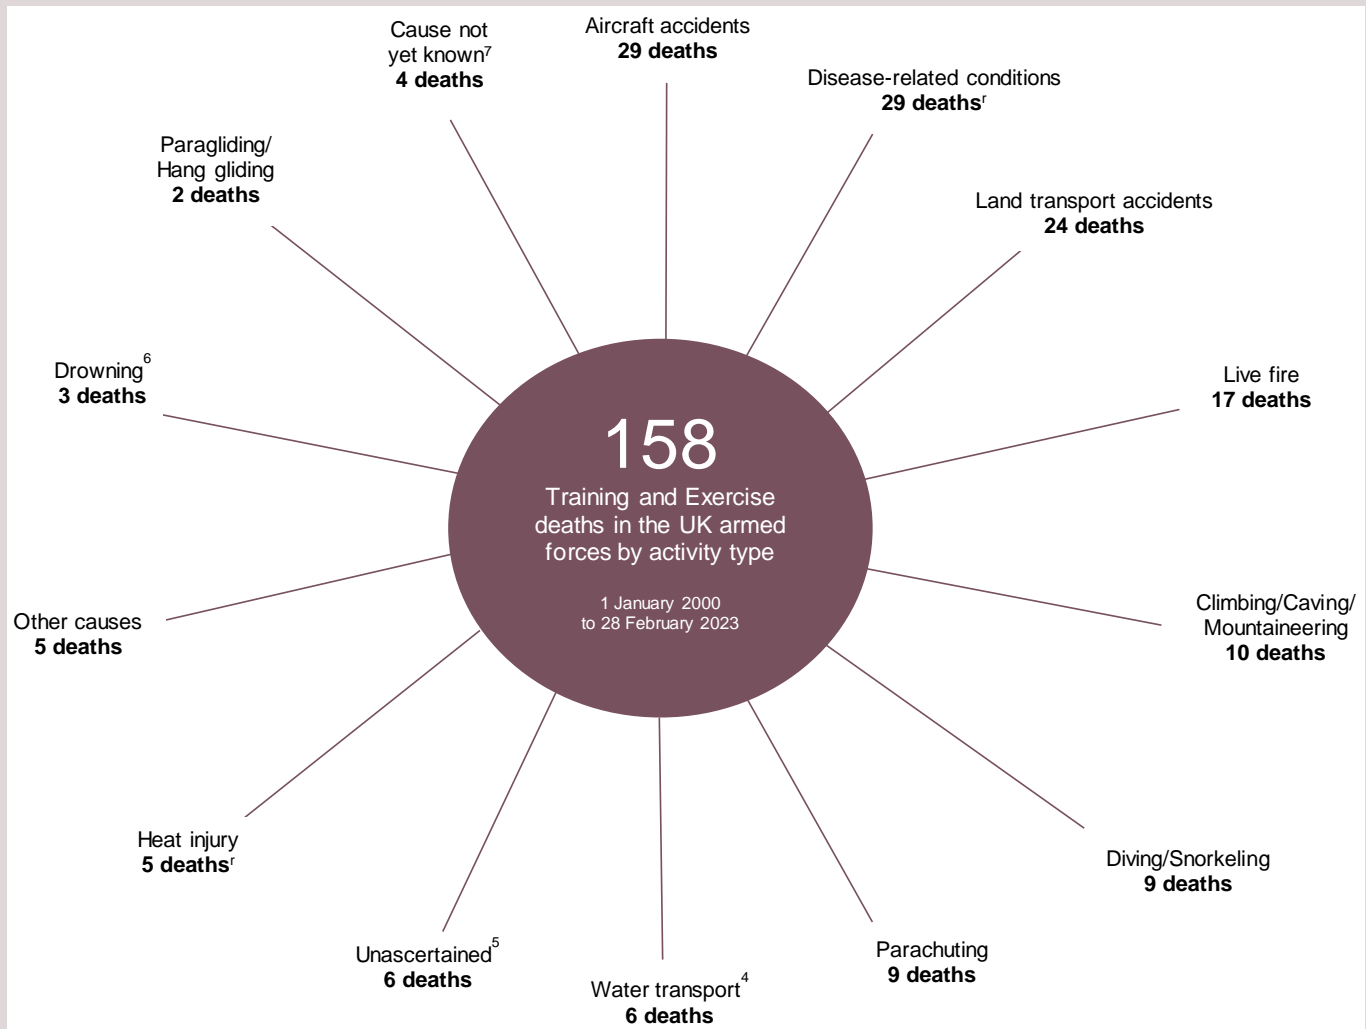 Aircraft accidents
29 deaths
Disease-related conditions
29 deathsʳ
Land transport accidents
24 deaths
Live fire
17 deaths
Climbing/Caving/
Mountaineering
10 deaths
Diving/Snorkeling
9 deaths
Parachuting
9 deaths
Water transport⁴
6 deaths
Unascertained⁵
6 deaths
Heat injury
5 deathsʳ
Other causes
5 deaths
Drowning⁶
3 deaths
Paragliding/
Hang gliding
2 deaths
Cause not
yet known⁷
4 deaths
158
Training and Exercise
deaths in the UK armed
forces by activity type
1 January 2000
to 28 February 2023